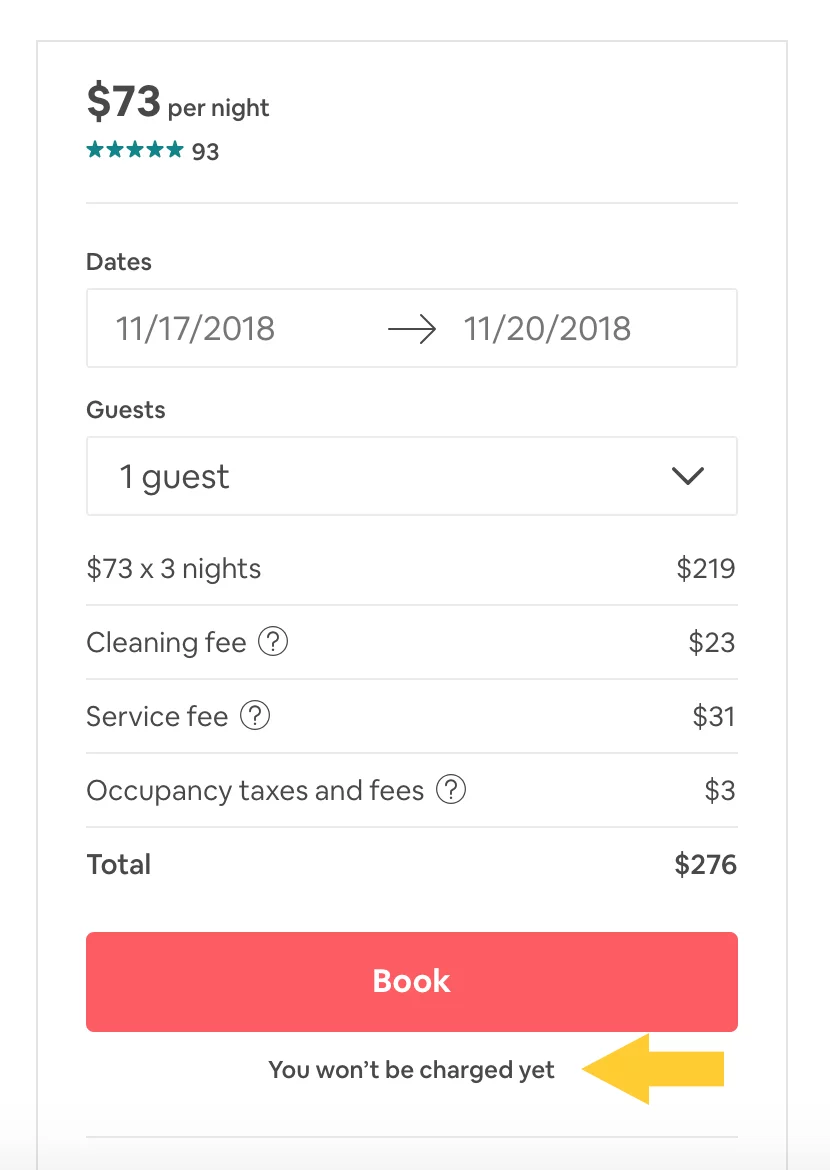 $73 per night
93
Dates
11/17/2018 → 11/20/2018
Guests
1 guest
$73 x 3 nights $219
Cleaning fee ? $23
Service fee ? $31
Occupancy taxes and fees ? $3
Total $276
Book
You won’t be charged yet